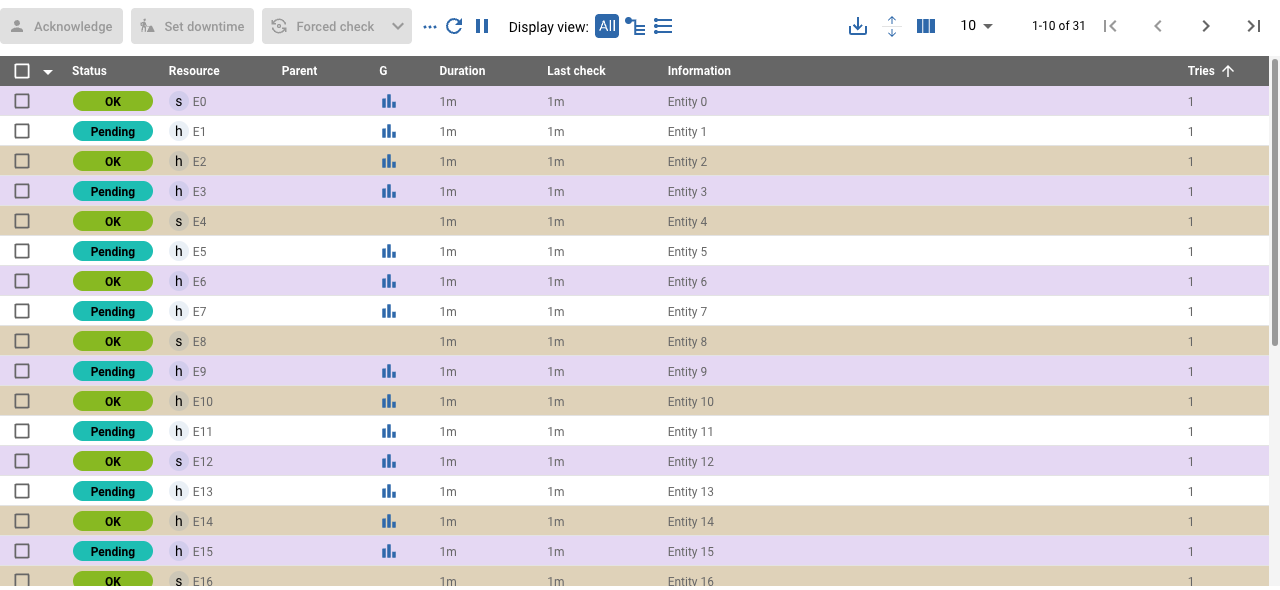 Acknowledge Set downtime Forced check Display view: All 10 1-10 of 31
Status Resource Parent G Duration Last check Information Tries
OK s E0 1m 1m Entity 0 1
Pending h E1 1m 1m Entity 1 1
OK h E2 1m 1m Entity 2 1
Pending h E3 1m 1m Entity 3 1
OK s E4 1m 1m Entity 4 1
Pending h E5 1m 1m Entity 5 1
OK h E6 1m 1m Entity 6 1
Pending h E7 1m 1m Entity 7 1
OK s E8 1m 1m Entity 8 1
Pending h E9 1m 1m Entity 9 1
OK h E10 1m 1m Entity 10 1
Pending h E11 1m 1m Entity 11 1
OK s E12 1m 1m Entity 12 1
Pending h E13 1m 1m Entity 13 1
OK h E14 1m 1m Entity 14 1
Pending h E15 1m 1m Entity 15 1
OK s E16 1m 1m Entity 16 1